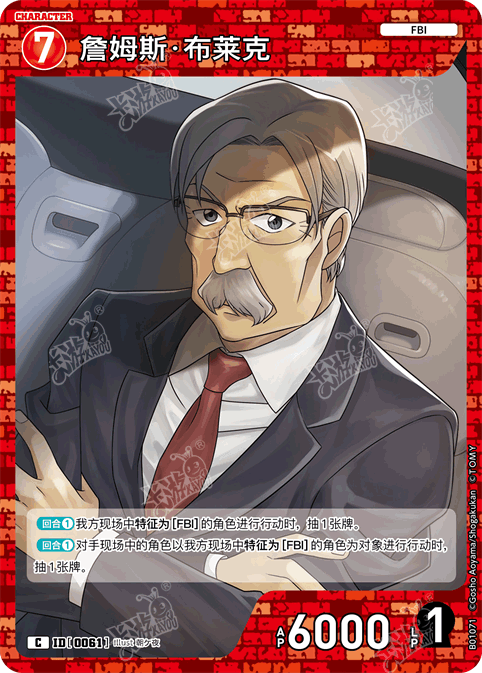 CHARACTER
7
詹姆斯·布莱克
FBI
回合1 我方现场中特征为[FBI]的角色进行行动时，抽1张牌。
回合1 对手现场中的角色以我方现场中特征为[FBI]的角色为对象进行行动时，
抽1张牌。
C ID[0061] Illust 朝ケ夜
AP 6000 LP 1
B01071 ©Gosho Aoyama/Shogakukan ©TOMY